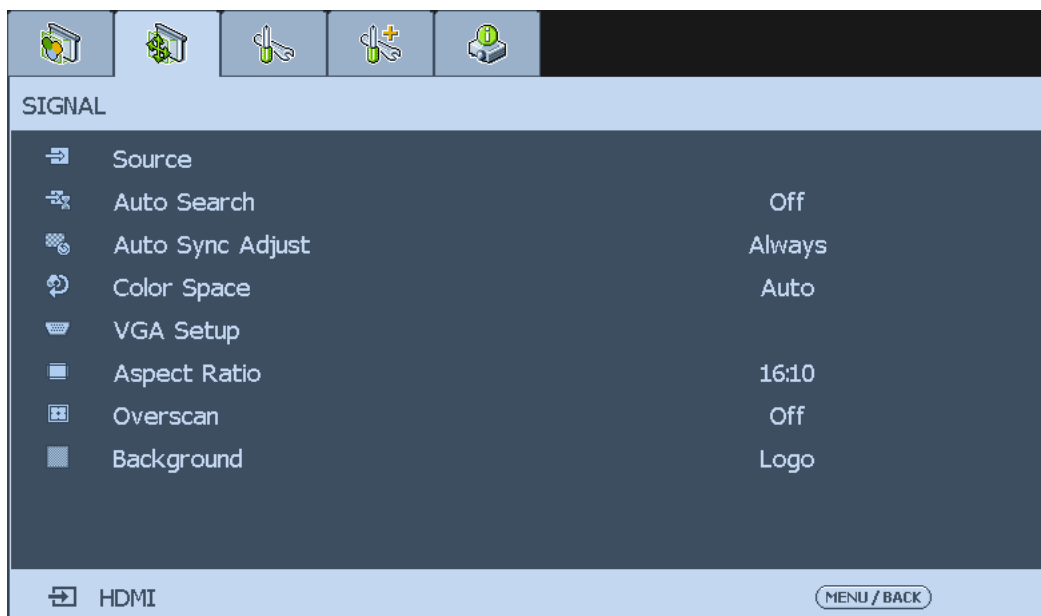 SIGNAL
Source
Auto Search Off
Auto Sync Adjust Always
Color Space Auto
VGA Setup
Aspect Ratio 16:10
Overscan Off
Background Logo
HDMI MENU / BACK